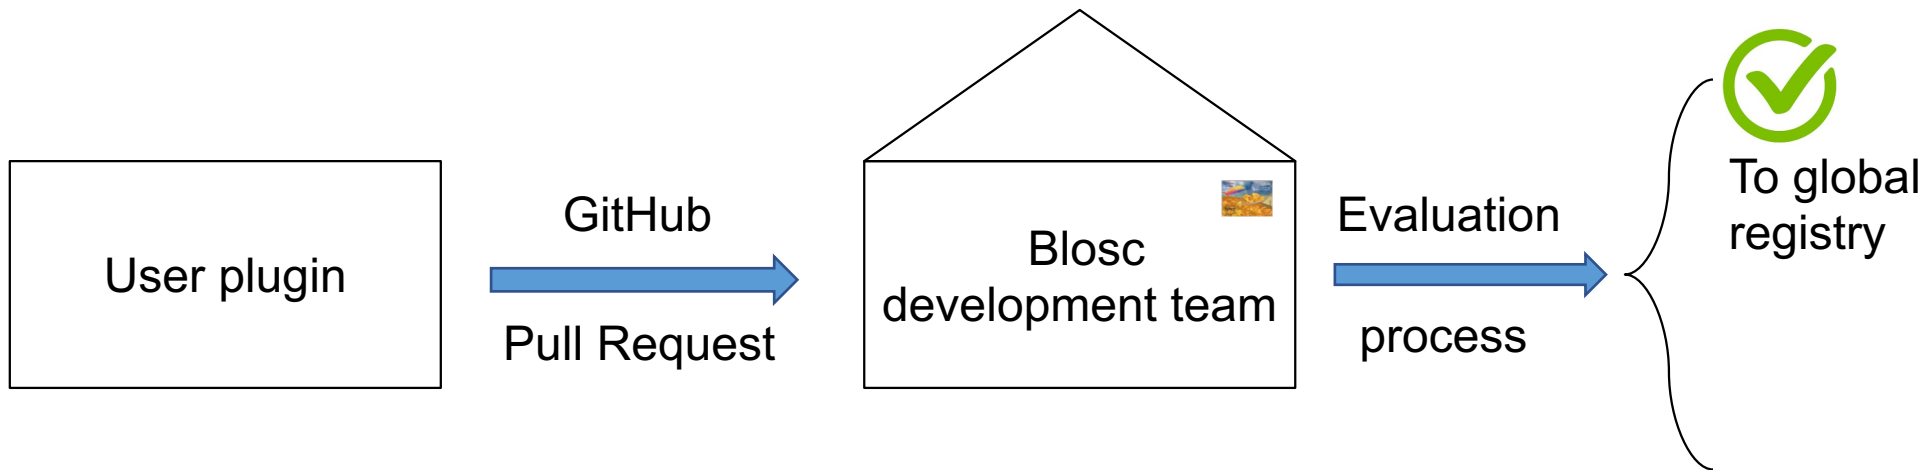 User plugin
GitHub
Pull Request
Blosc
development team
Evaluation
process
To global
registry